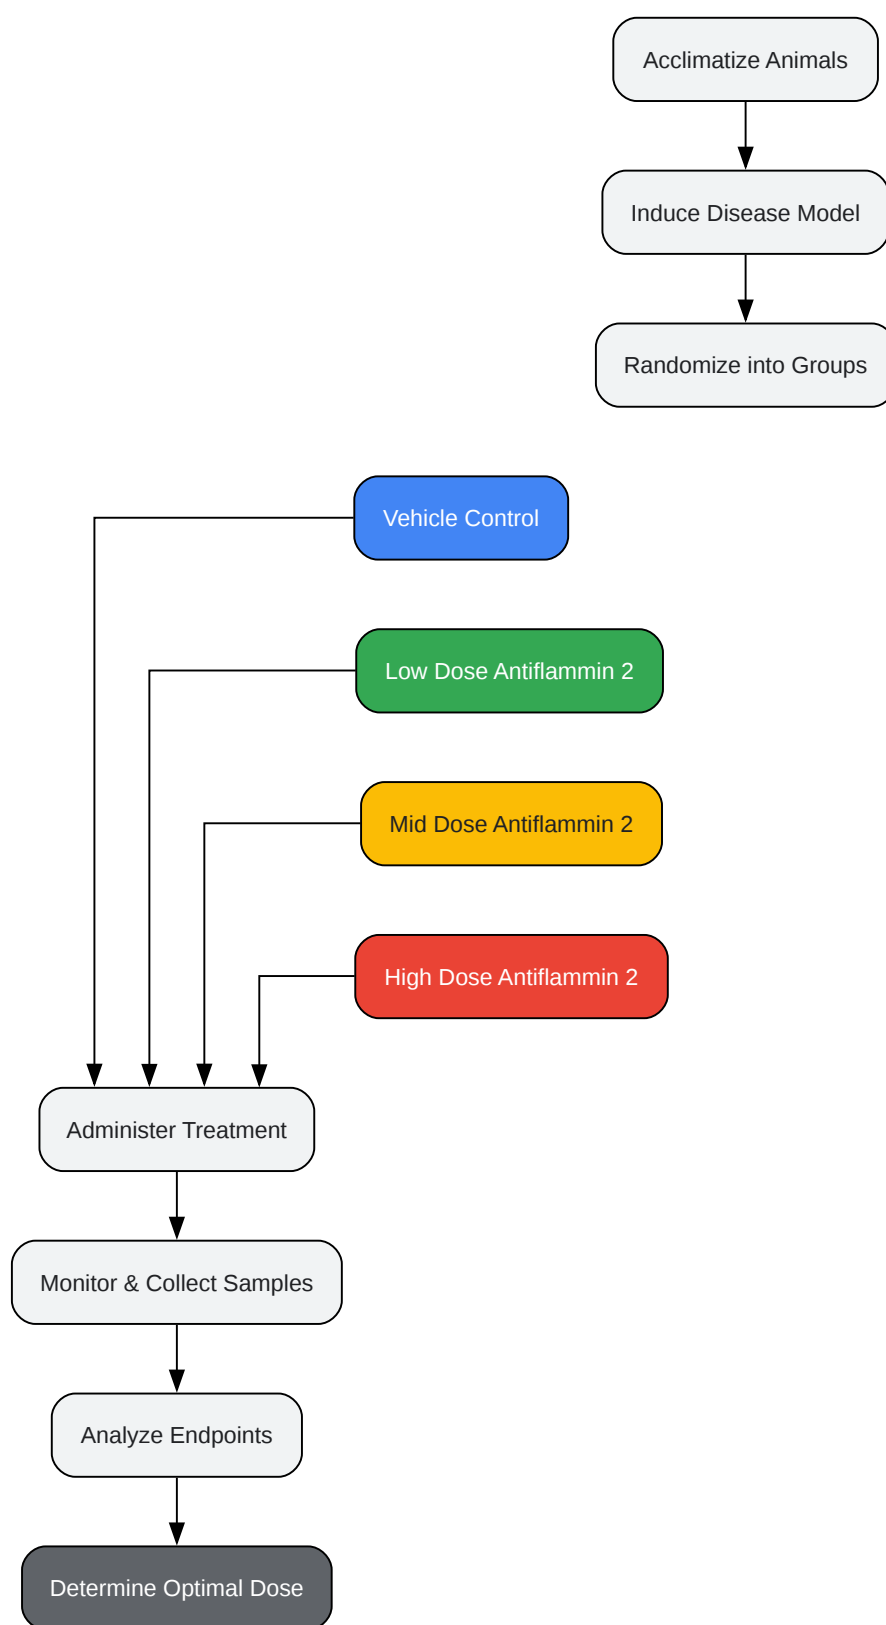 Acclimatize Animals
Induce Disease Model
Randomize into Groups
Vehicle Control
Low Dose Antiflammin 2
Mid Dose Antiflammin 2
High Dose Antiflammin 2
Administer Treatment
Monitor & Collect Samples
Analyze Endpoints
Determine Optimal Dose